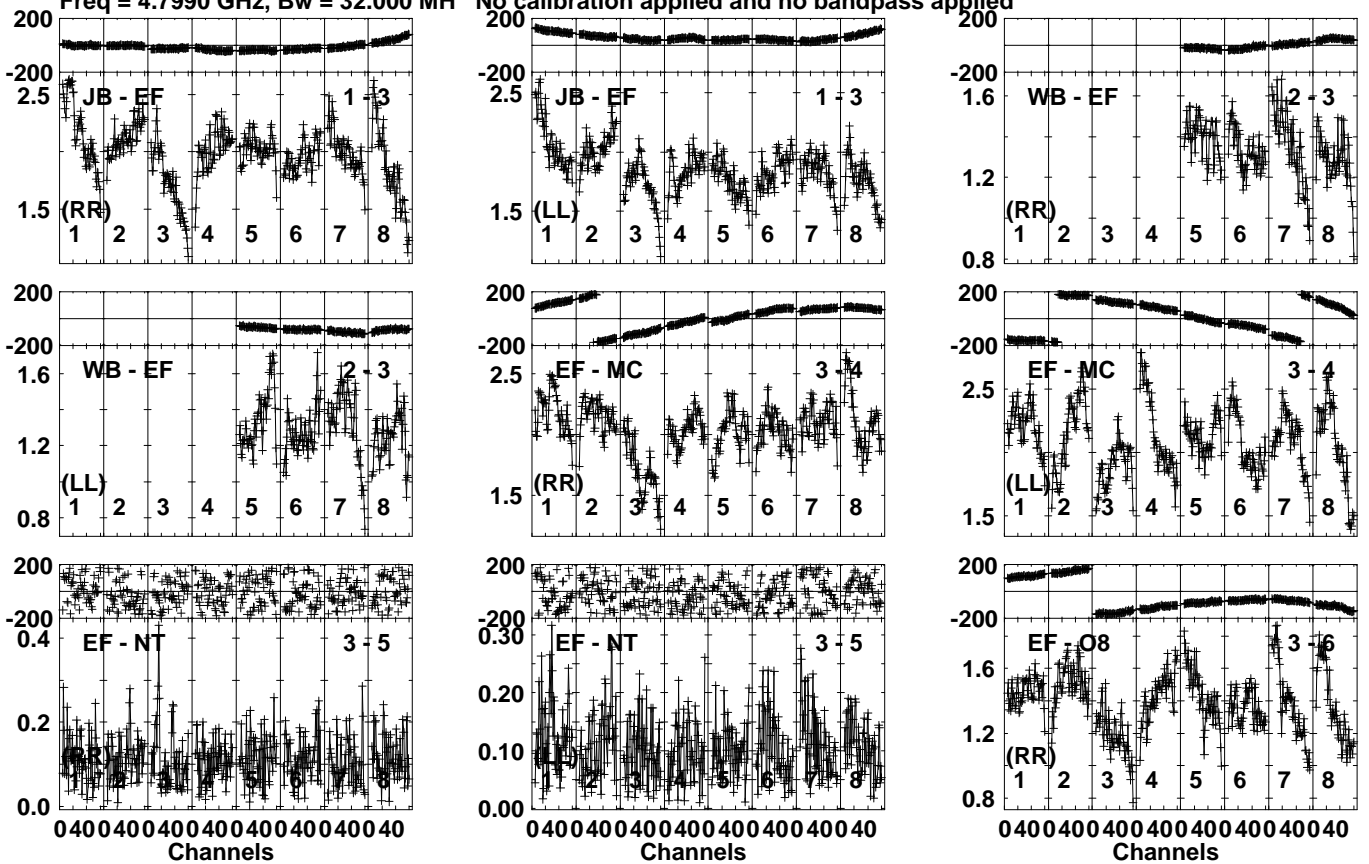 Freq = 4.7990 GHz, Bw = 32.000 MH No calibration applied and no bandpass applied
200
-200
2.5
1.5
JB - EF
1 - 3
(RR)
1 2 3 4 5 6 7 8
200
-200
2.5
1.5
JB - EF
1 - 3
(LL)
1 2 3 4 5 6 7 8
200
-200
1.6
1.2
0.8
WB - EF
2 - 3
(RR)
1 2 3 4 5 6 7 8
200
-200
1.6
1.2
0.8
WB - EF
2 - 3
(LL)
1 2 3 4 5 6 7 8
200
-200
2.5
1.5
EF - MC
3 - 4
(RR)
1 2 3 4 5 6 7 8
200
-200
2.5
1.5
EF - MC
3 - 4
(LL)
1 2 3 4 5 6 7 8
200
-200
0.4
0.2
0.0
EF - NT
3 - 5
(RR)
1 2 3 4 5 6 7 8
0 40 0 40 0 40 0 40 0 40 0 40 0 40 0 40
Channels
200
-200
0.30
0.20
0.10
0.00
EF - NT
3 - 5
(LL)
1 2 3 4 5 6 7 8
0 40 0 40 0 40 0 40 0 40 0 40 0 40 0 40
Channels
200
-200
1.6
1.2
0.8
EF - O8
3 - 6
(RR)
1 2 3 4 5 6 7 8
0 40 0 40 0 40 0 40 0 40 0 40 0 40 0 40
Channels